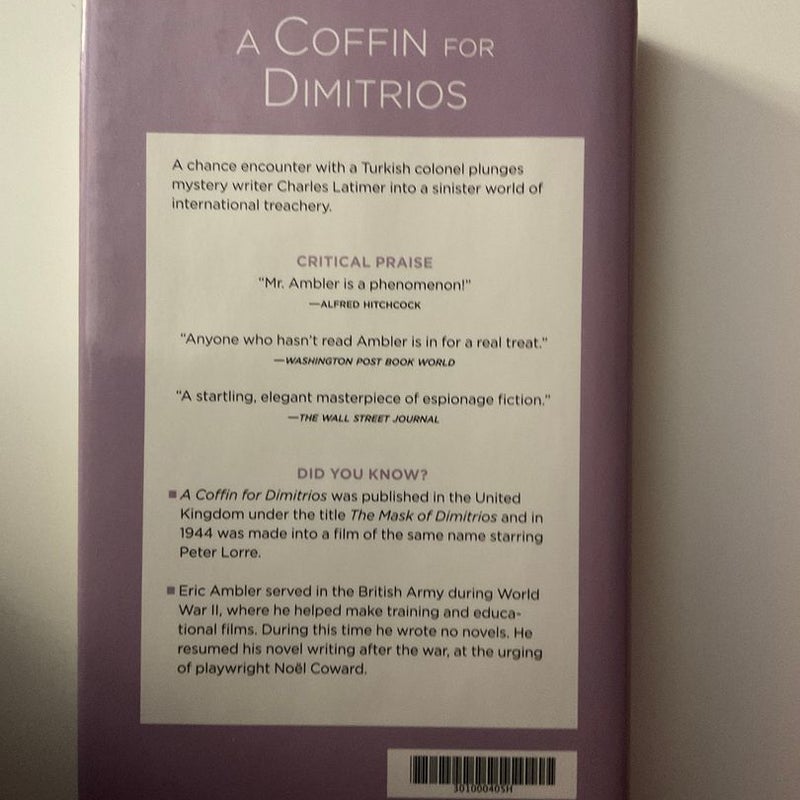 A COFFIN FOR
DIMITRIOS
A chance encounter with a Turkish colonel plunges
mystery writer Charles Latimer into a sinister world of
international treachery.
CRITICAL PRAISE
“Mr. Ambler is a phenomenon!”
—ALFRED HITCHCOCK
“Anyone who hasn’t read Ambler is in for a real treat.”
—WASHINGTON POST BOOK WORLD
“A startling, elegant masterpiece of espionage fiction.”
—THE WALL STREET JOURNAL
DID YOU KNOW?
■ A Coffin for Dimitrios was published in the United
Kingdom under the title The Mask of Dimitrios and in
1944 was made into a film of the same name starring
Peter Lorre.
■ Eric Ambler served in the British Army during World
War II, where he helped make training and educa-
tional films. During this time he wrote no novels. He
resumed his novel writing after the war, at the urging
of playwright Noël Coward.
30100040SH